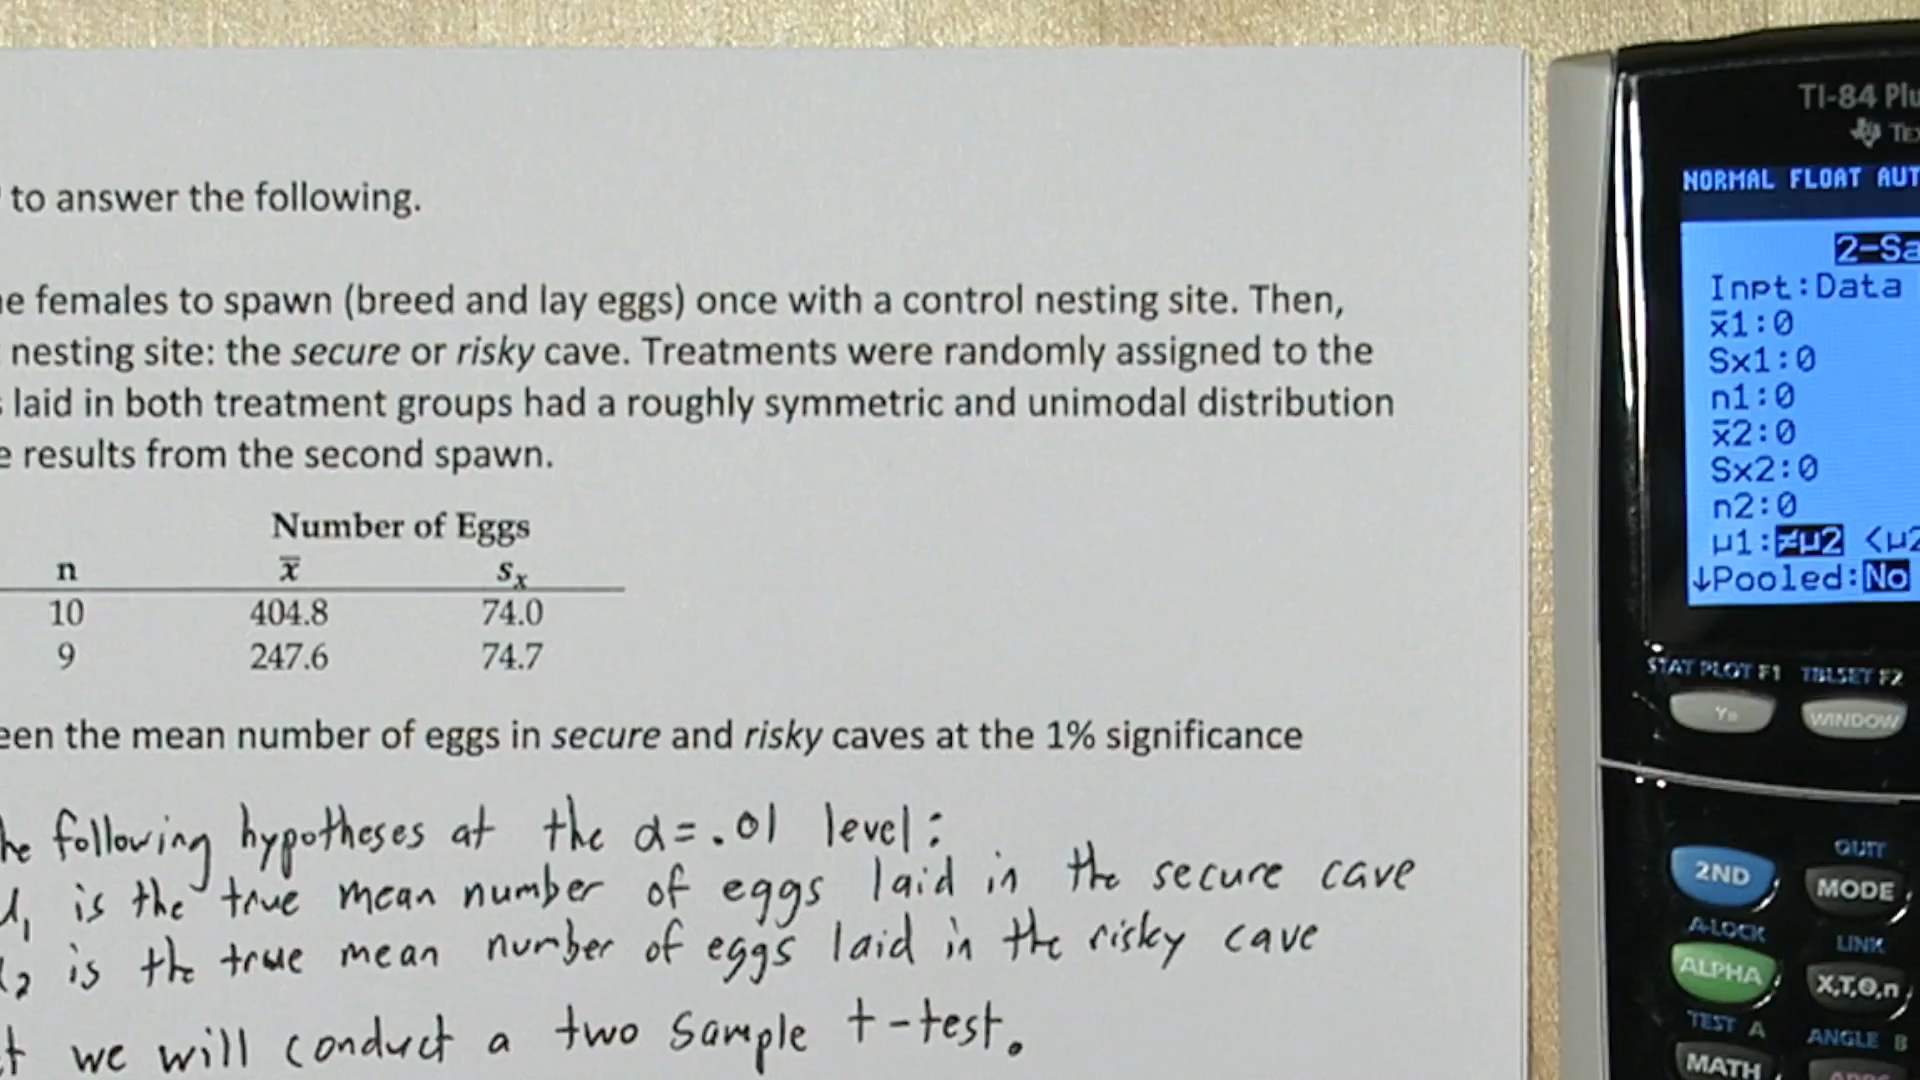 to answer the following.
e females to spawn (breed and lay eggs) once with a control nesting site. Then,
nesting site: the secure or risky cave. Treatments were randomly assigned to the
laid in both treatment groups had a roughly symmetric and unimodal distribution
e results from the second spawn.
Number of Eggs
n x̅ Sx
10 404.8 74.0
9 247.6 74.7
een the mean number of eggs in secure and risky caves at the 1% significance
he following hypotheses at the α=.01 level:
μ₁ is the true mean number of eggs laid in the secure cave
₂ is the true mean number of eggs laid in the risky cave
t we will conduct a two sample t-test.
TI-84 Plu
TEX
NORMAL FLOAT AUT
2-Sa
Inpt:Data
x̅1:0
Sx1:0
n1:0
x̅2:0
Sx2:0
n2:0
μ1:≠μ2 <μ2
↓Pooled:No
STAT PLOT F1 TBLSET F2
Y= WINDOW
QUIT
2ND MODE
A-LOCK LINK
ALPHA X,T,θ,n
TEST A ANGLE B
MATH APPS